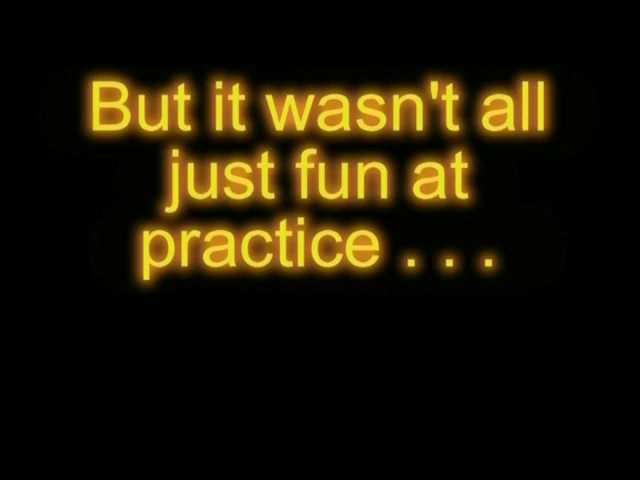 But it wasn't all
just fun at
practice . . .